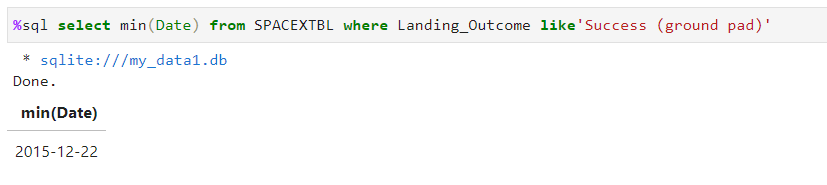 %sql select min(Date) from SPACEXTBL where Landing_Outcome like'Success (ground pad)'
* sqlite:///my_data1.db
Done.
min(Date)
2015-12-22